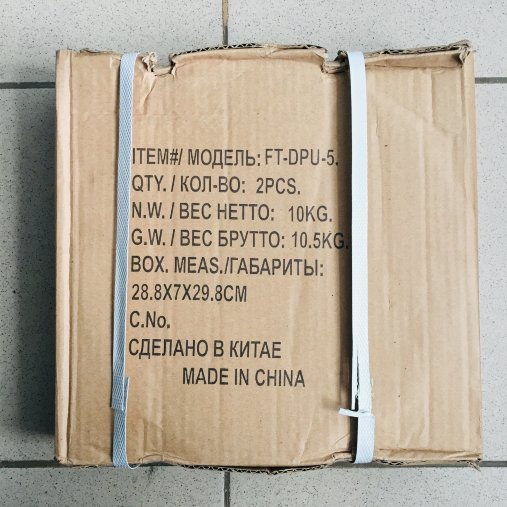 ITEM#/ МОДЕЛЬ: FT-DPU-5.
QTY. / КОЛ-ВО: 2PCS.
N.W. / ВЕС НЕТТО: 10KG.
G.W. / ВЕС БРУТТО: 10.5KG.
BOX. MEAS./ГАБАРИТЫ:
28.8X7X29.8CM
C.No.
СДЕЛАНО В КИТАЕ
MADE IN CHINA